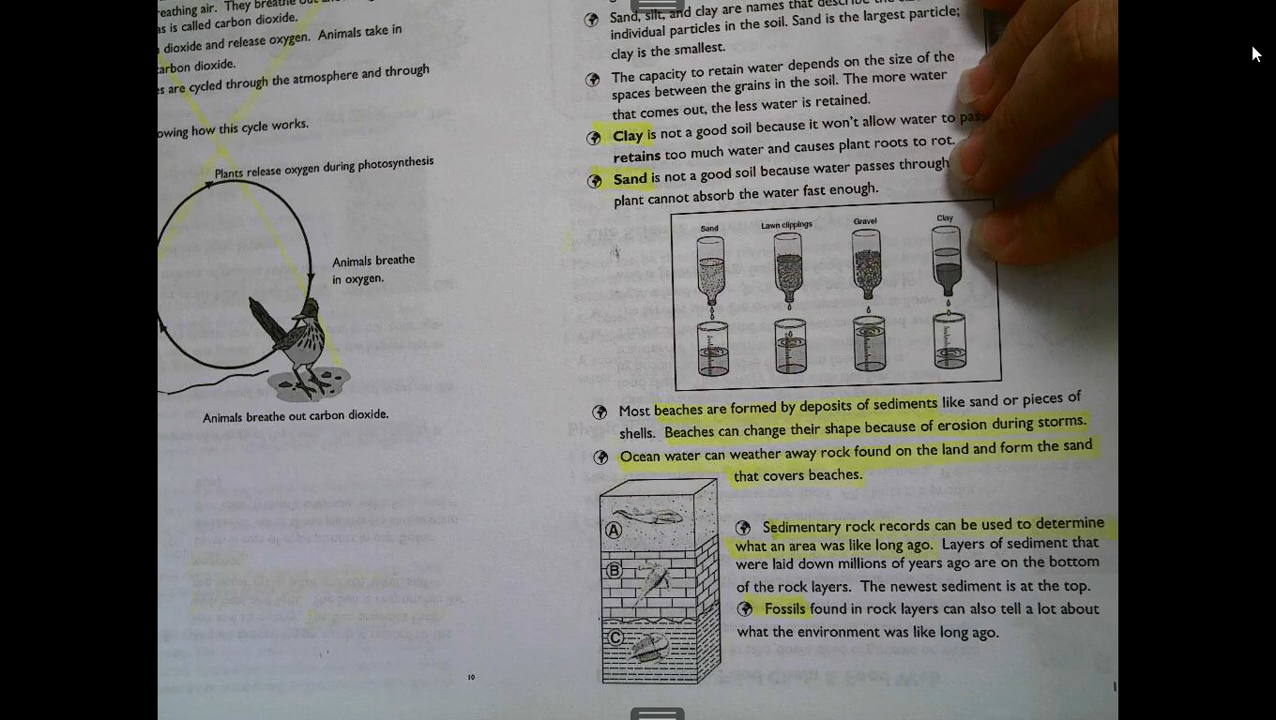 reathing air. They breathe out
as is called carbon dioxide.
dioxide and release oxygen. Animals take in
carbon dioxide.
es are cycled through the atmosphere and through
owing how this cycle works.
Plants release oxygen during photosynthesis
Animals breathe
in oxygen.
Animals breathe out carbon dioxide.
10
Sand, silt, and clay are names that describe the
individual particles in the soil. Sand is the largest particle;
clay is the smallest.
The capacity to retain water depends on the size of the
spaces between the grains in the soil. The more water
that comes out, the less water is retained.
Clay is not a good soil because it won't allow water to pas
retains too much water and causes plant roots to rot.
Sand is not a good soil because water passes through
plant cannot absorb the water fast enough.
Sand Lawn clippings Gravel Clay
Most beaches are formed by deposits of sediments like sand or pieces of
shells. Beaches can change their shape because of erosion during storms.
Ocean water can weather away rock found on the land and form the sand
that covers beaches.
A
B
C
Sedimentary rock records can be used to determine
what an area was like long ago. Layers of sediment that
were laid down millions of years ago are on the bottom
of the rock layers. The newest sediment is at the top.
Fossils found in rock layers can also tell a lot about
what the environment was like long ago.